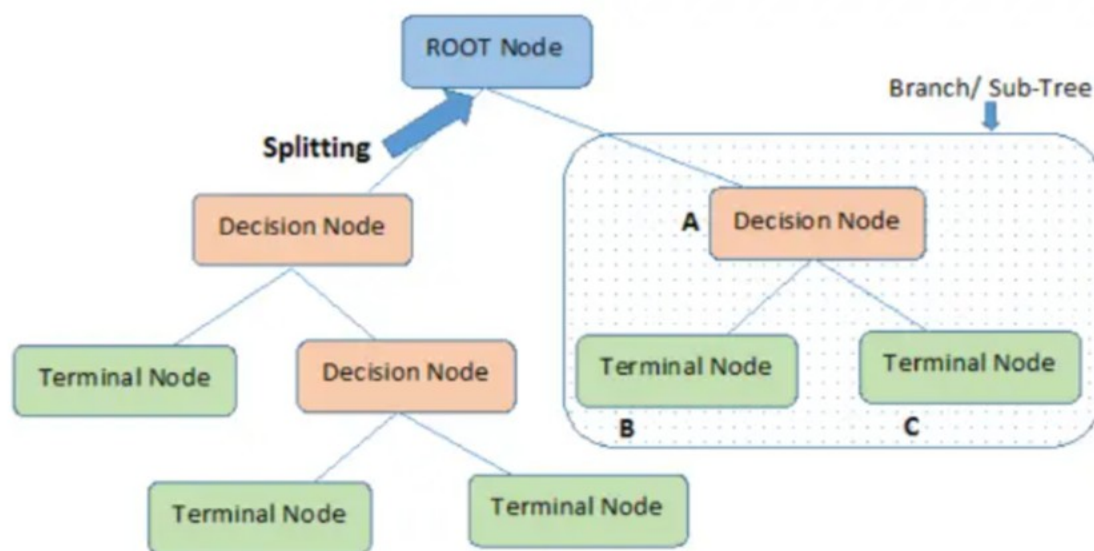 ROOT Node
Branch/ Sub-Tree
Splitting
Decision Node
A
Decision Node
Terminal Node
Decision Node
Terminal Node
Terminal Node
B
C
Terminal Node
Terminal Node